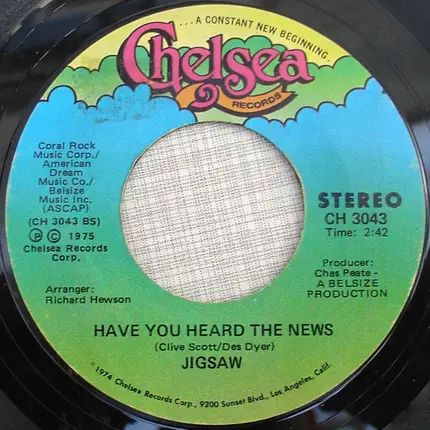 ...A CONSTANT NEW BEGINNING.
Chelsea
RECORDS
Coral Rock
Music Corp./
American
Dream
Music Co./
Belsize
Music Inc.
(ASCAP)
(CH 3043 BS)
Ⓟ © 1975
Chelsea Records
Corp.
Arranger:
Richard Hewson
STEREO
CH 3043
Time: 2:42
Producer:
Chas Peate -
A BELSIZE
PRODUCTION
HAVE YOU HEARD THE NEWS
(Clive Scott/Des Dyer)
JIGSAW
©1974 Chelsea Records Corp., 9200 Sunset Blvd., Los Angeles, Calif.